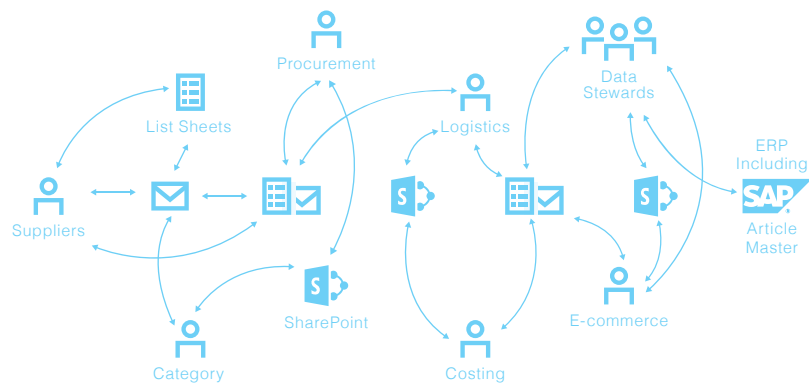 Procurement
Data
Stewards
List Sheets
Logistics
ERP
Including
S
S
SAP
Suppliers
Article
Master
S
SharePoint
E-commerce
Category
Costing